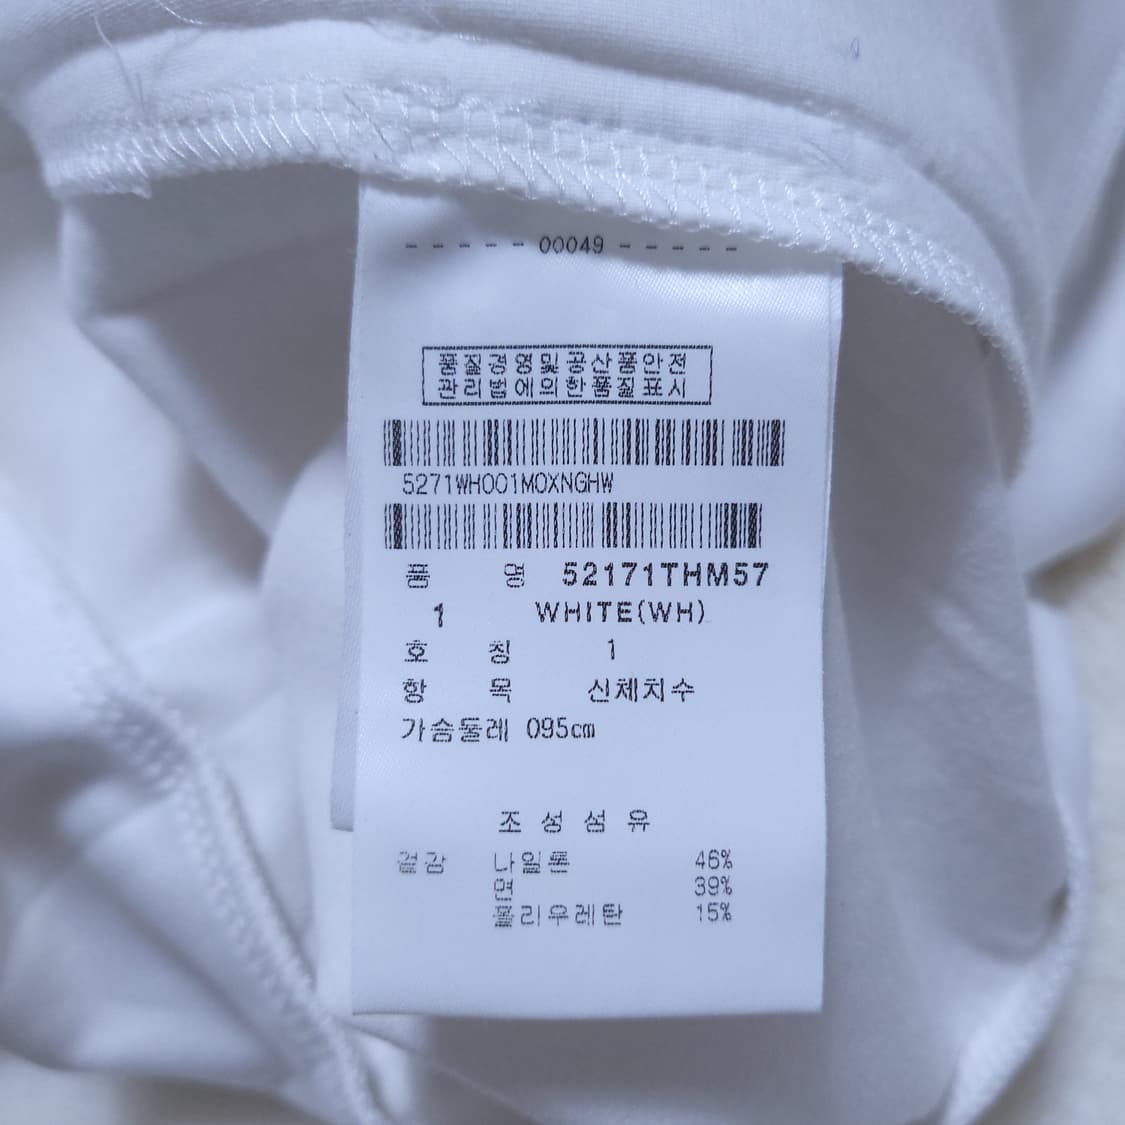 - - - - - 00049 - - - - -
품질경영및공산품안전
관리법에의한품질표시
5271WH001M0XNGHW
품 명 52171THM57
1 WHITE(WH)
호 칭 1
항 목 신체치수
가슴둘레 095cm
조성섬유
겉감 나일론 46%
면 39%
폴리우레탄 15%